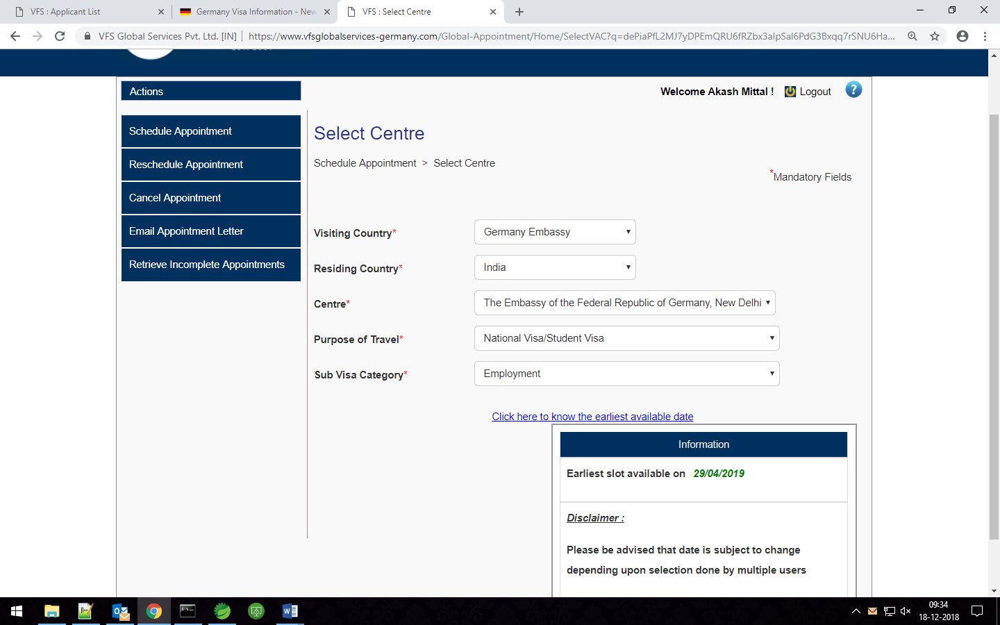 VFS : Applicant List
Germany Visa Information - New
VFS : Select Centre
VFS Global Services Pvt. Ltd. [IN]
https://www.vfsglobalservices-germany.com/Global-Appointment/Home/SelectVAC?q=dePiaPfL2MJ7yDPEmQRU6fRZbx3alpSal6PdG3Bxqq7rSNU6Ha...
Actions
Welcome Akash Mittal !
Logout
?
Schedule Appointment
Reschedule Appointment
Cancel Appointment
Email Appointment Letter
Retrieve Incomplete Appointments
Select Centre
Schedule Appointment > Select Centre
*Mandatory Fields
Visiting Country*
Germany Embassy
Residing Country*
India
Centre*
The Embassy of the Federal Republic of Germany, New Delhi
Purpose of Travel*
National Visa/Student Visa
Sub Visa Category*
Employment
Click here to know the earliest available date
Information
Earliest slot available on 29/04/2019
Disclaimer :
Please be advised that date is subject to change
depending upon selection done by multiple users
09:34
18-12-2018